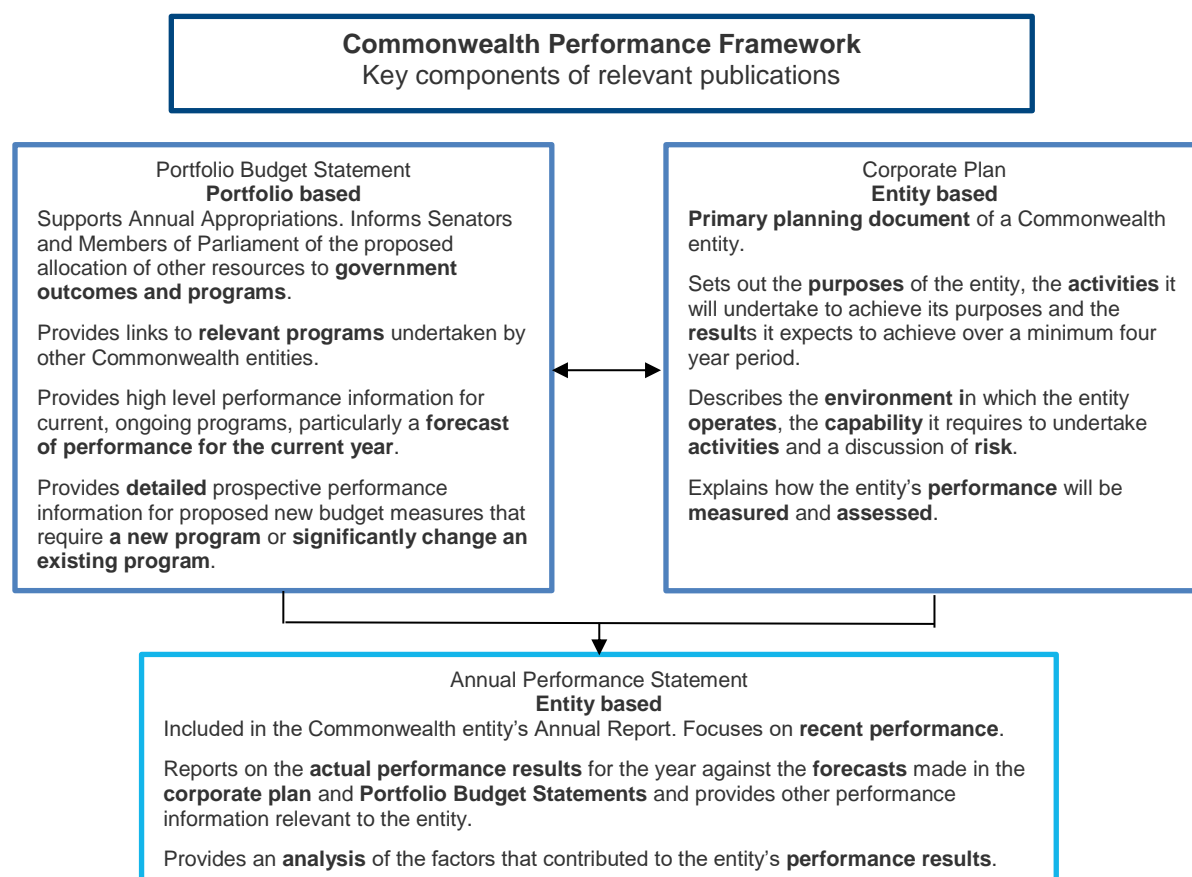 Commonwealth Performance Framework
Key components of relevant publications
Portfolio Budget Statement
Portfolio based
Supports Annual Appropriations. Informs Senators
and Members of Parliament of the proposed
allocation of other resources to government
outcomes and programs.
Provides links to relevant programs undertaken by
other Commonwealth entities.
Provides high level performance information for
current, ongoing programs, particularly a forecast
of performance for the current year.
Provides detailed prospective performance
information for proposed new budget measures that
require a new program or significantly change an
existing program.
Corporate Plan
Entity based
Primary planning document of a Commonwealth
entity.
Sets out the purposes of the entity, the activities it
will undertake to achieve its purposes and the
results it expects to achieve over a minimum four
year period.
Describes the environment in which the entity
operates, the capability it requires to undertake
activities and a discussion of risk.
Explains how the entity's performance will be
measured and assessed.
Annual Performance Statement
Entity based
Included in the Commonwealth entity's Annual Report. Focuses on recent performance.
Reports on the actual performance results for the year against the forecasts made in the
corporate plan and Portfolio Budget Statements and provides other performance
information relevant to the entity.
Provides an analysis of the factors that contributed to the entity's performance results.